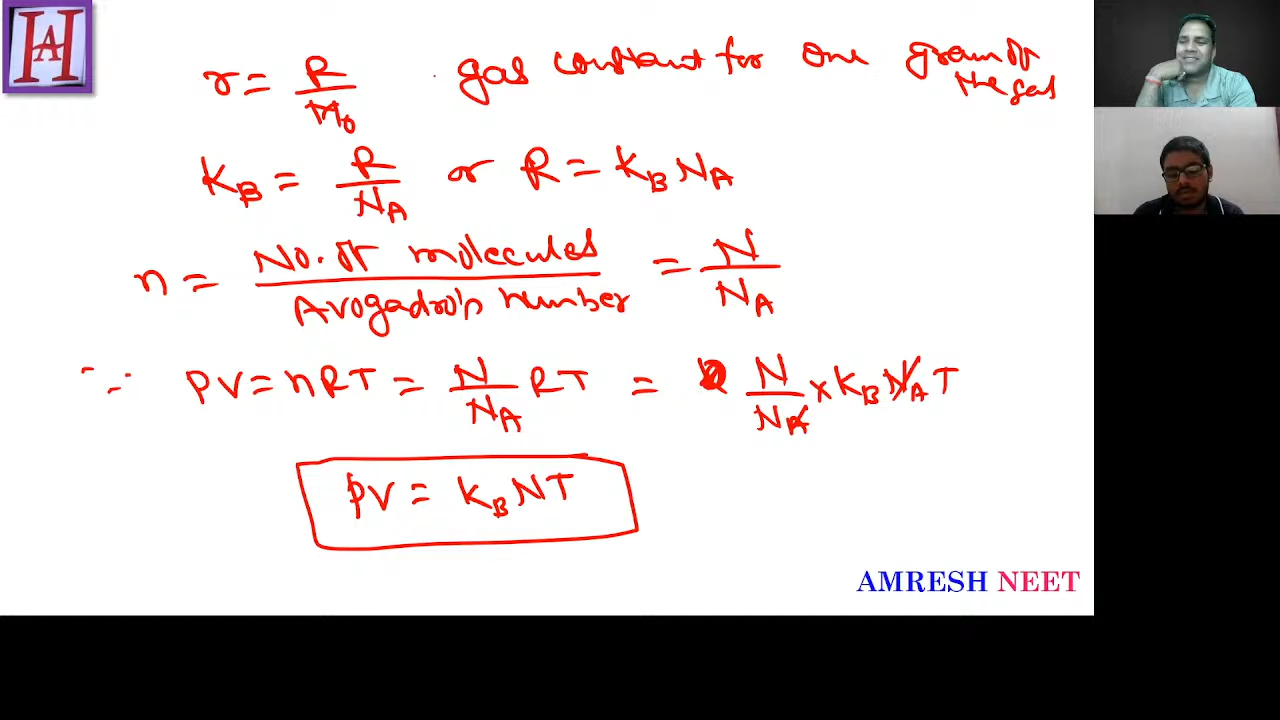 HA
r = R/M₀ gas constant for one gram of the gas
K_B = R/N_A or R = K_B N_A
n = No. of molecules / Avogadro's number = N/N_A
∵ PV = nRT = N/N_A RT = N/N_A × K_B N_A T
PV = K_B NT
AMRESH NEET